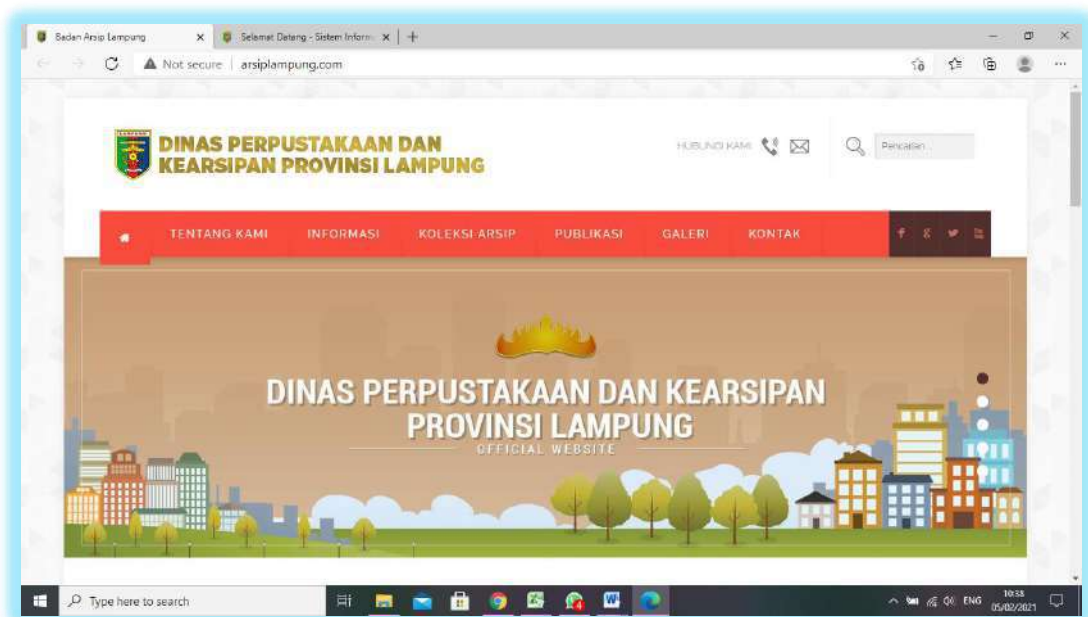 Badan Arsip Lampung
Selamat Datang - Sistem Inform
Not secure | arsiplampung.com
LAMPUNG
DINAS PERPUSTAKAAN DAN
KEARSIPAN PROVINSI LAMPUNG
HUBUNGI KAMI
Pencarian...
TENTANG KAMI INFORMASI KOLEKSI ARSIP PUBLIKASI GALERI KONTAK
DINAS PERPUSTAKAAN DAN KEARSIPAN
PROVINSI LAMPUNG
OFFICIAL WEBSITE
Type here to search
ENG
10:38
05/02/2021